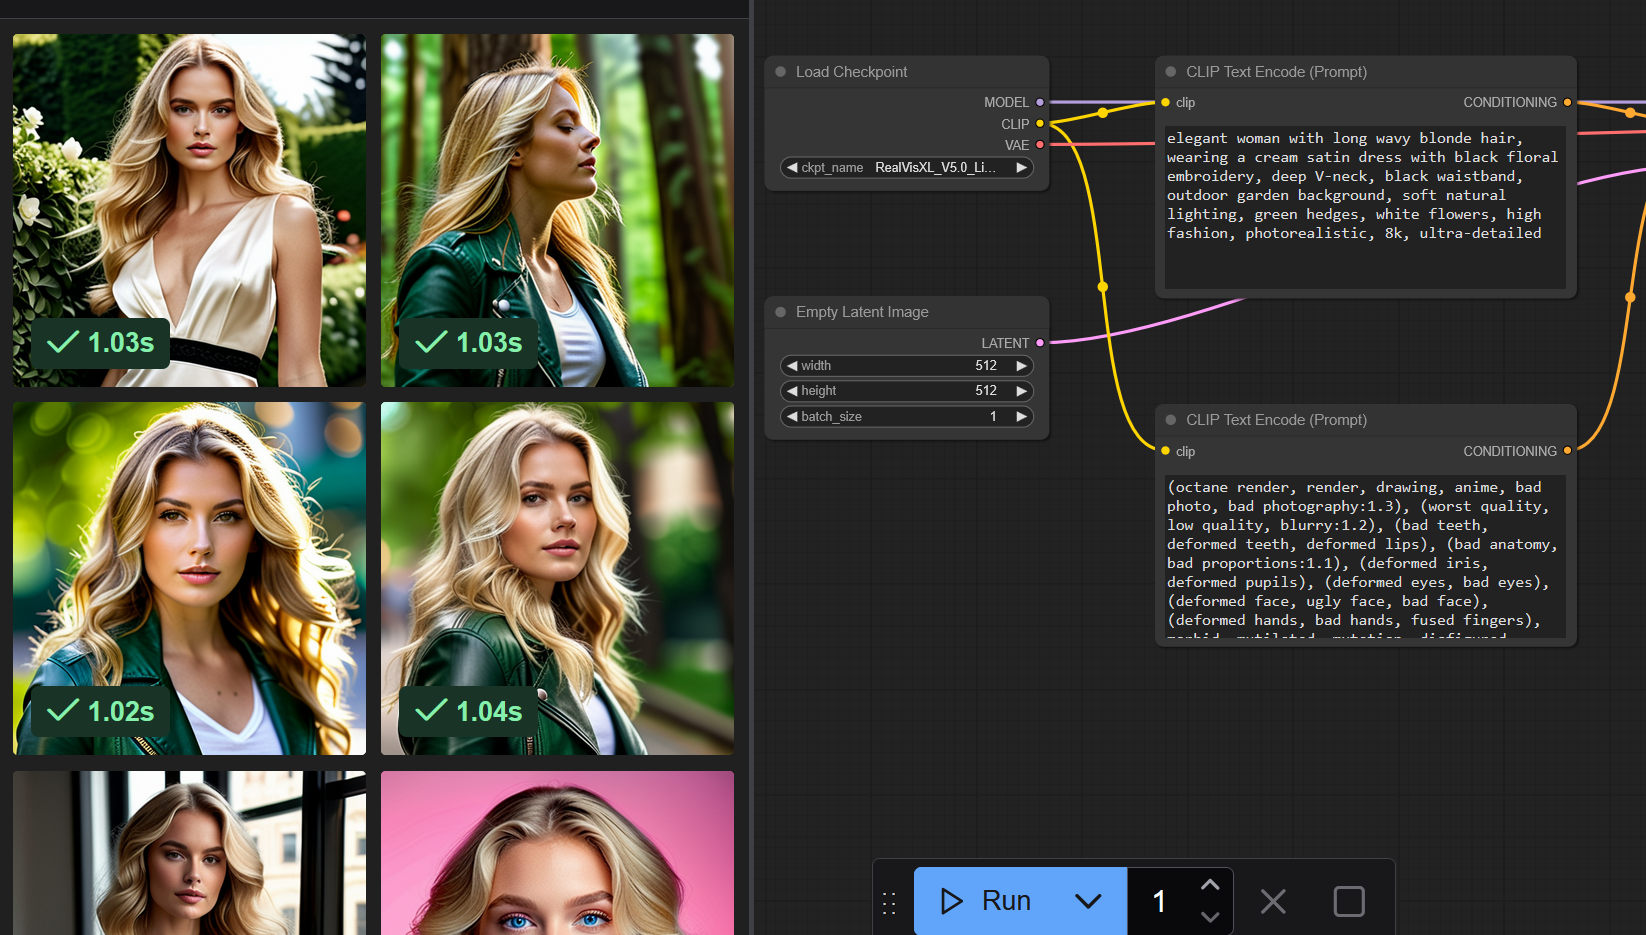 1.03s
1.03s
1.02s
1.04s
Load Checkpoint
MODEL
CLIP
VAE
ckpt_name RealVisXL_V5.0_Li...
Empty Latent Image
LATENT
width 512
height 512
batch_size 1
CLIP Text Encode (Prompt)
clip CONDITIONING
elegant woman with long wavy blonde hair,
wearing a cream satin dress with black floral
embroidery, deep V-neck, black waistband,
outdoor garden background, soft natural
lighting, green hedges, white flowers, high
fashion, photorealistic, 8k, ultra-detailed
CLIP Text Encode (Prompt)
clip CONDITIONING
(octane render, render, drawing, anime, bad
photo, bad photography:1.3), (worst quality,
low quality, blurry:1.2), (bad teeth,
deformed teeth, deformed lips), (bad anatomy,
bad proportions:1.1), (deformed iris,
deformed pupils), (deformed eyes, bad eyes),
(deformed face, ugly face, bad face),
(deformed hands, bad hands, fused fingers),
morbid, mutilated, mutation, disfigured
Run 1